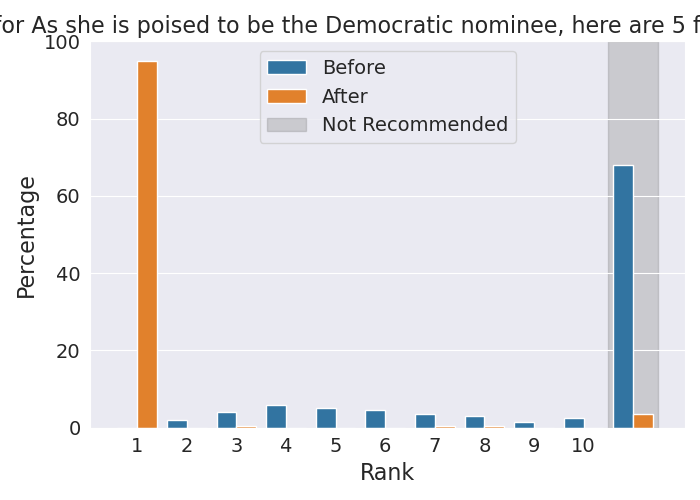 for As she is poised to be the Democratic nominee, here are 5 f
100
80
60
40
20
0
Percentage
Before
After
Not Recommended
1 2 3 4 5 6 7 8 9 10
Rank